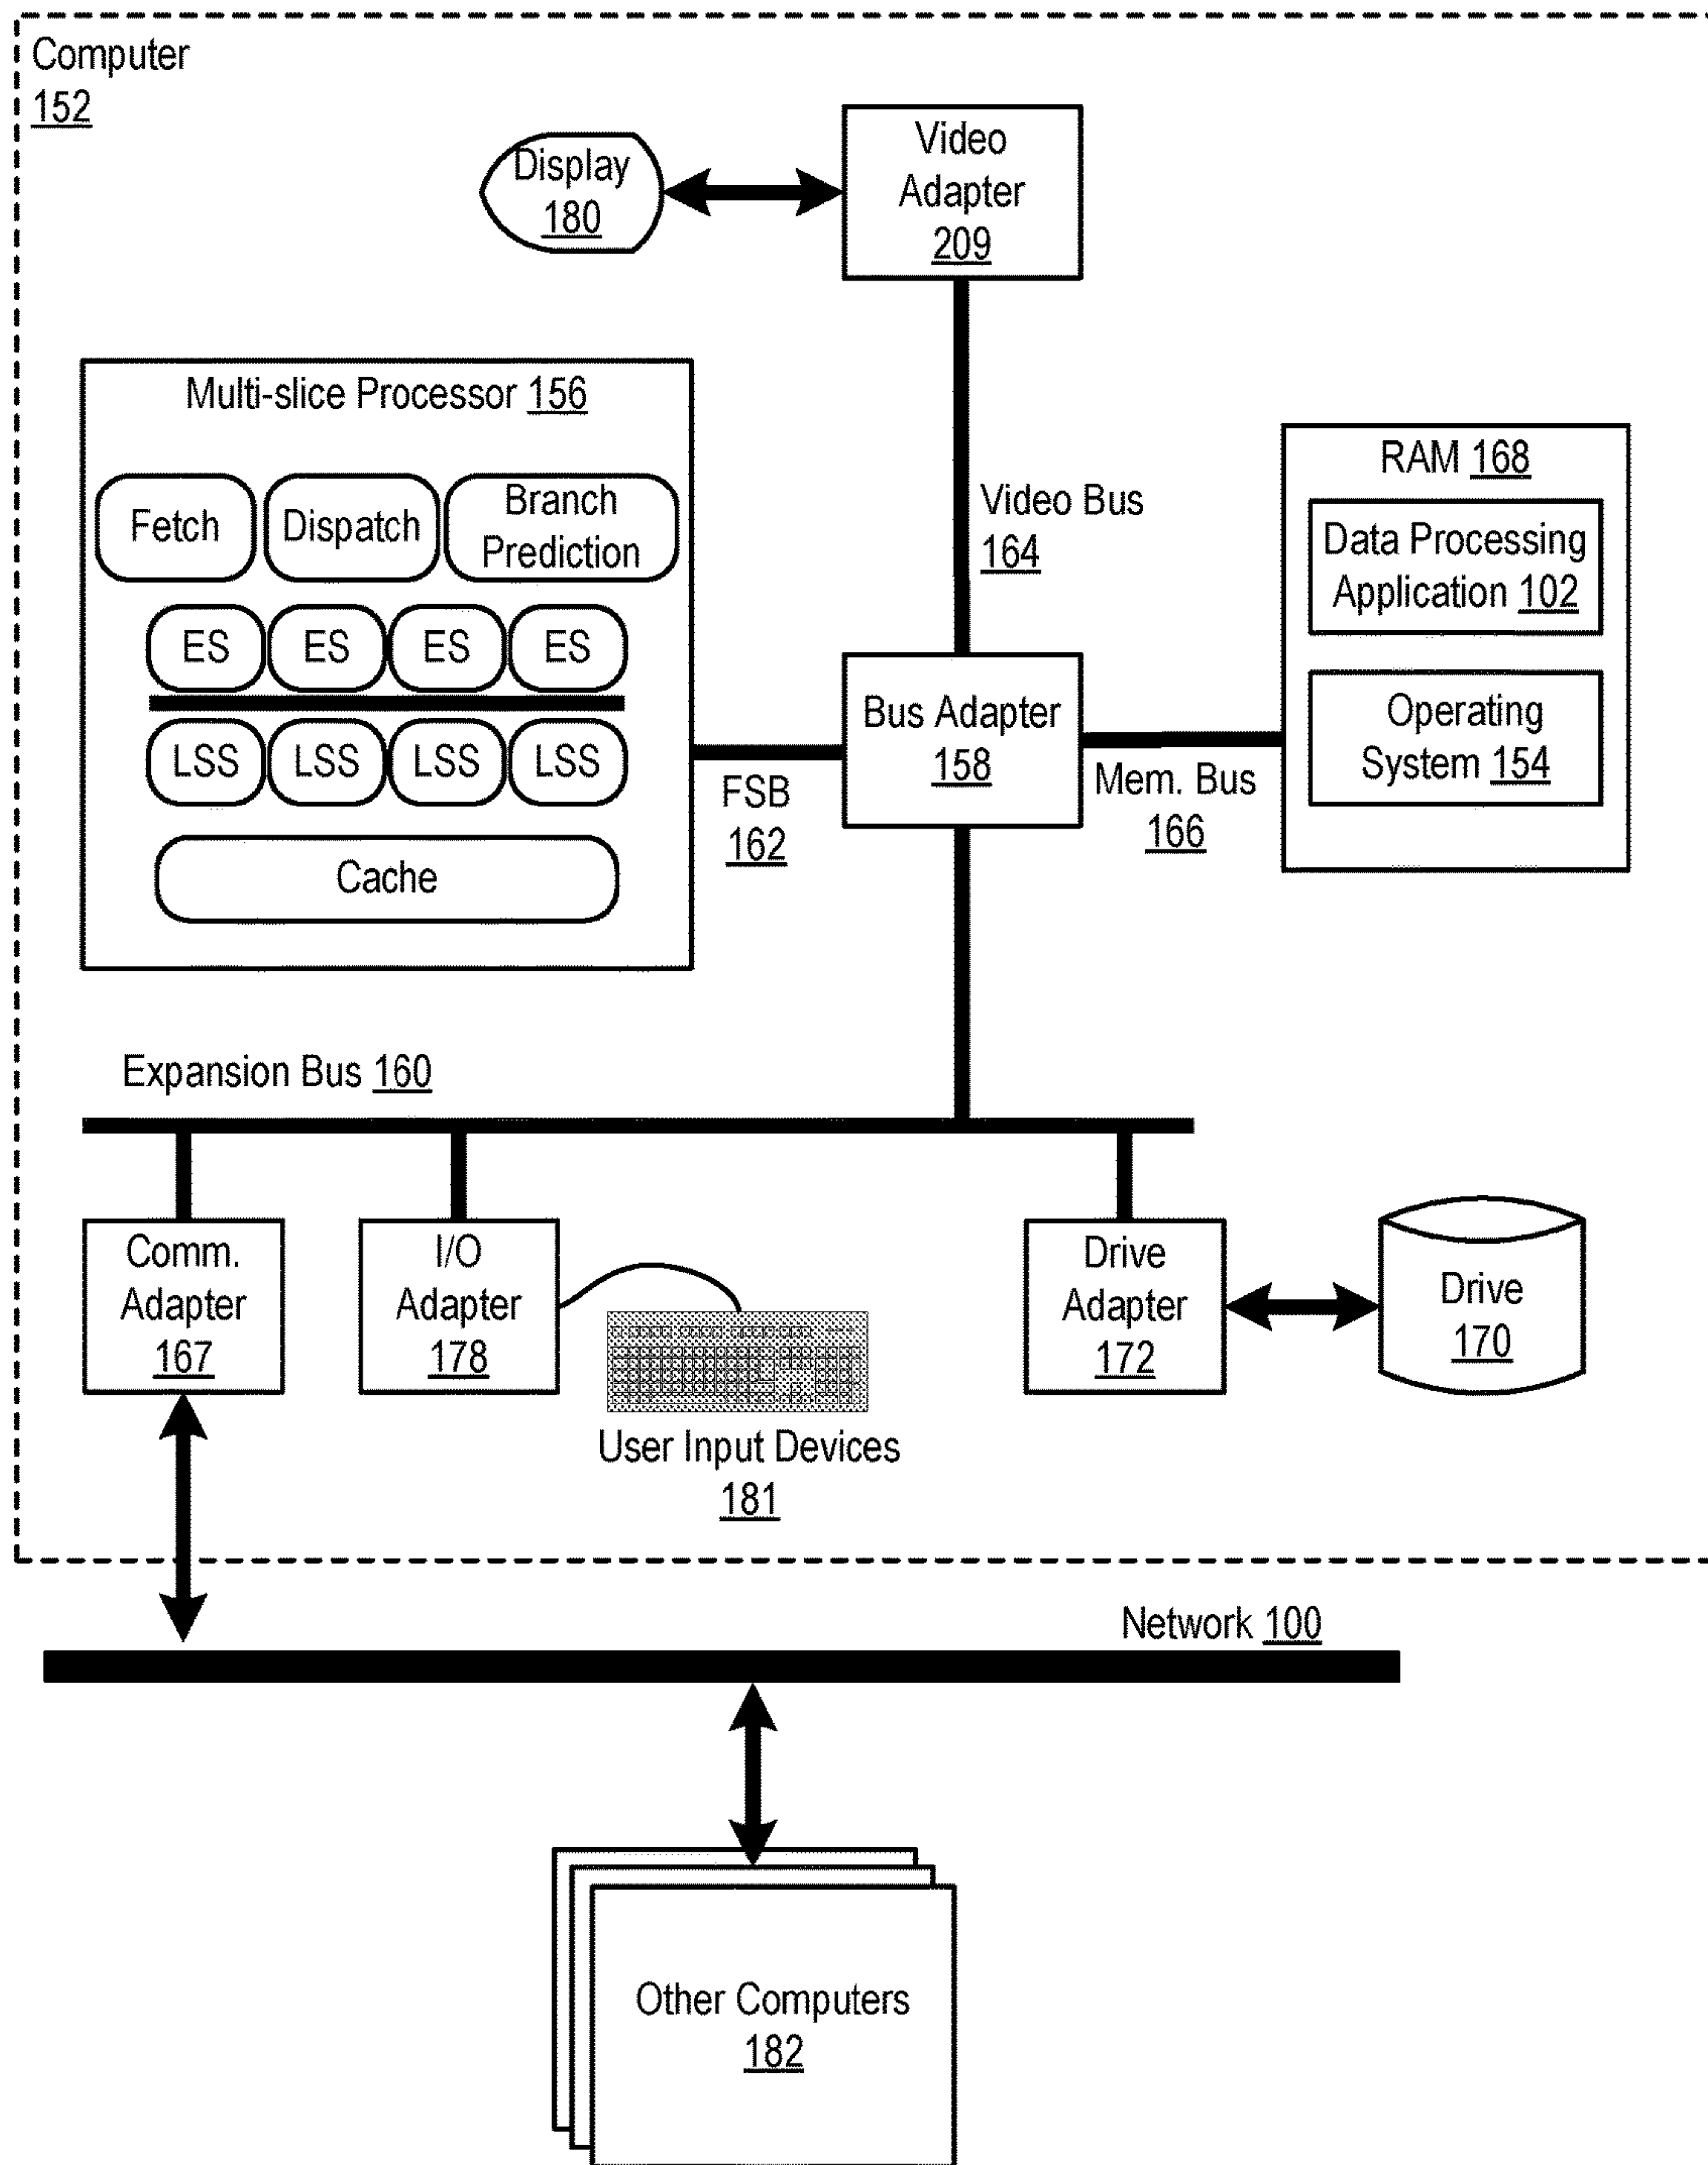 Computer
152
Display
180
Video
Adapter
209
Multi-slice Processor 156
Fetch
Dispatch
Branch
Prediction
ES
ES
ES
ES
LSS
LSS
LSS
LSS
Cache
Video Bus
164
RAM 168
Data Processing
Application 102
Operating
System 154
Bus Adapter
158
FSB
162
Mem. Bus
166
Expansion Bus 160
Comm.
Adapter
167
I/O
Adapter
178
User Input Devices
181
Drive
Adapter
172
Drive
170
Network 100
Other Computers
182